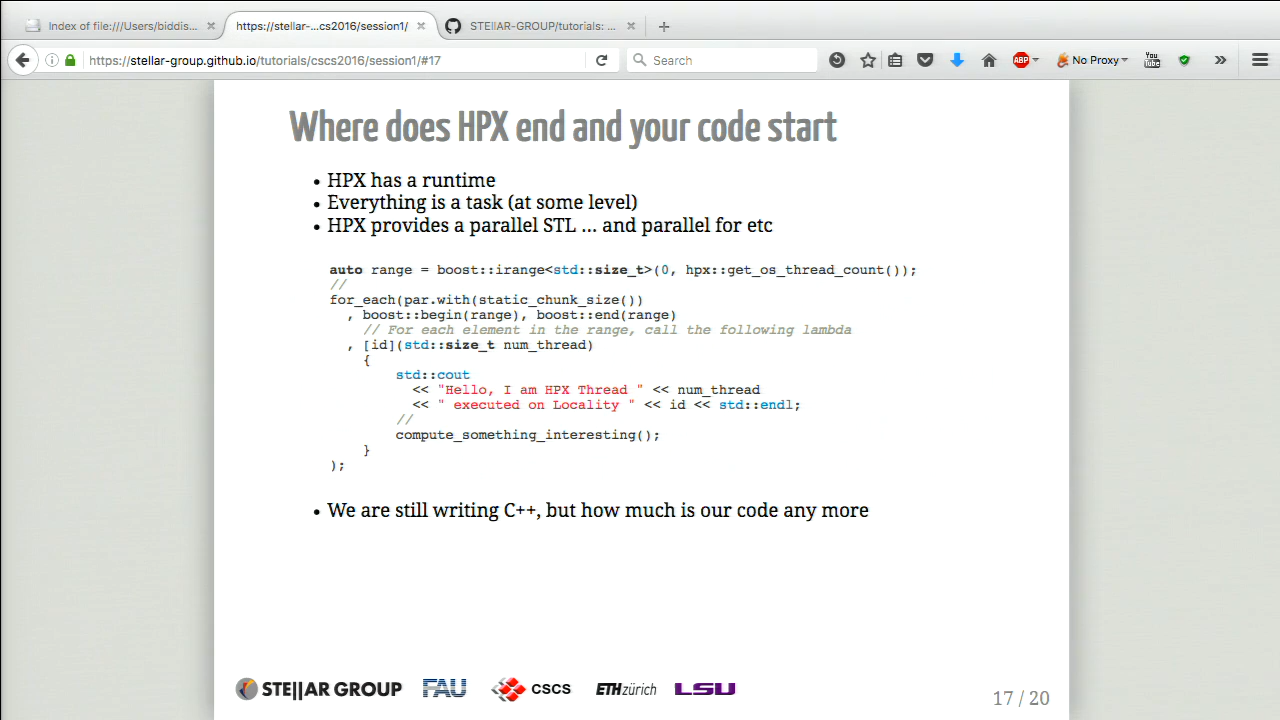 Index of file:///Users/biddis...
https://stellar-...cs2016/session1/
STEllAR-GROUP/tutorials: ...
https://stellar-group.github.io/tutorials/cscs2016/session1/#17
Search
ABP
No Proxy
You Tube
Where does HPX end and your code start
• HPX has a runtime
• Everything is a task (at some level)
• HPX provides a parallel STL ... and parallel for etc
auto range = boost::irange<std::size_t>(0, hpx::get_os_thread_count());
//
for_each(par.with(static_chunk_size())
, boost::begin(range), boost::end(range)
// For each element in the range, call the following lambda
, [id](std::size_t num_thread)
{
std::cout
<< "Hello, I am HPX Thread " << num_thread
<< " executed on Locality " << id << std::endl;
//
compute_something_interesting();
}
);
• We are still writing C++, but how much is our code any more
STE||AR GROUP
FAU
CSCS
ETH zürich
LSU
17 / 20